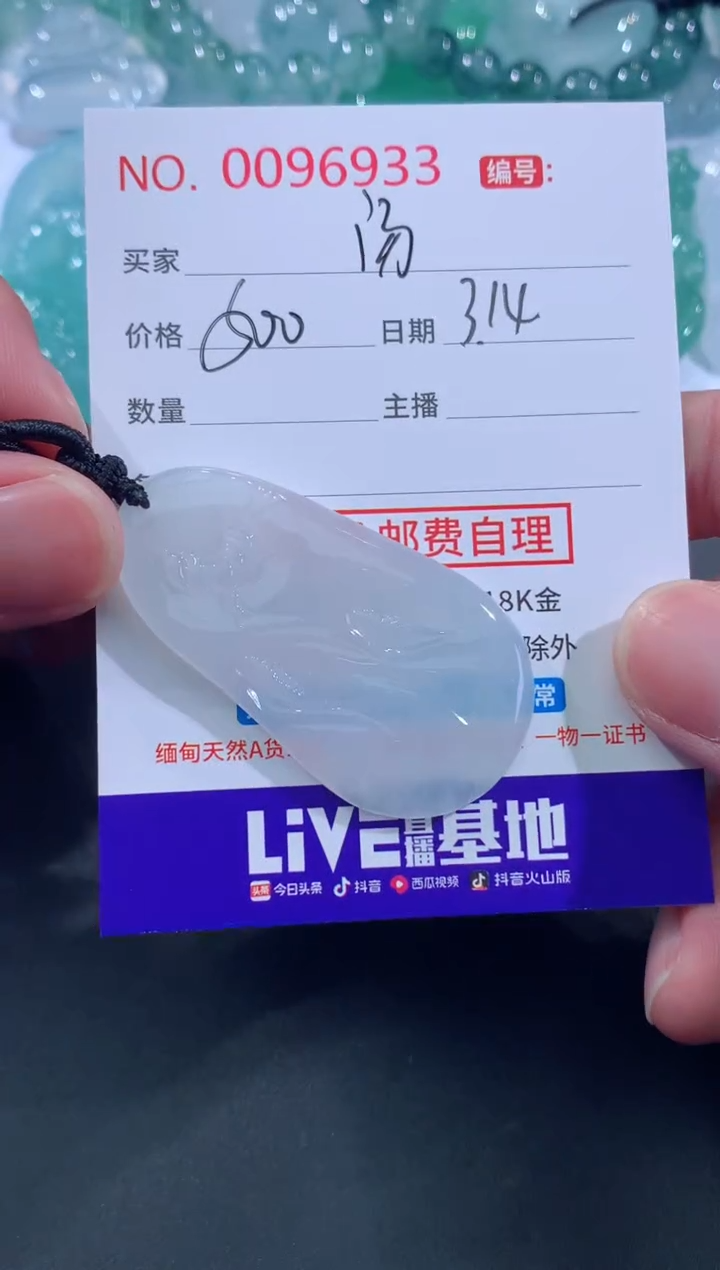 NO. 0096933 编号:
买家 汤
价格 600 日期 3.14
数量 主播
邮费自理
18K金
除外
常
缅甸天然A货. 一物一证书
LiVE直播基地
头条 今日头条 抖音 西瓜视频 抖音火山版